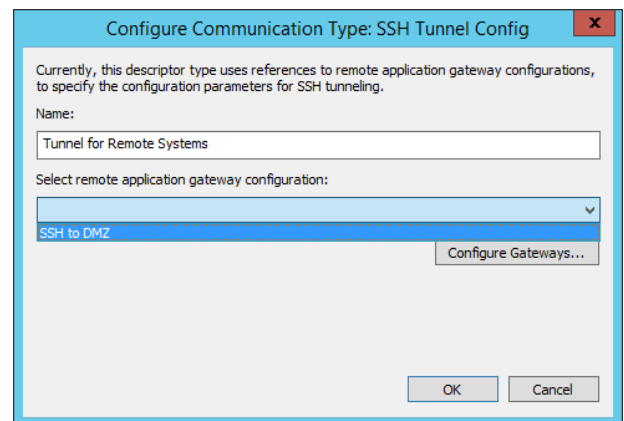 Configure Communication Type: SSH Tunnel Config
x
Currently, this descriptor type uses references to remote application gateway configurations,
to specify the configuration parameters for SSH tunneling.
Name:
Tunnel for Remote Systems
Select remote application gateway configuration:
SSH to DMZ
Configure Gateways...
OK Cancel